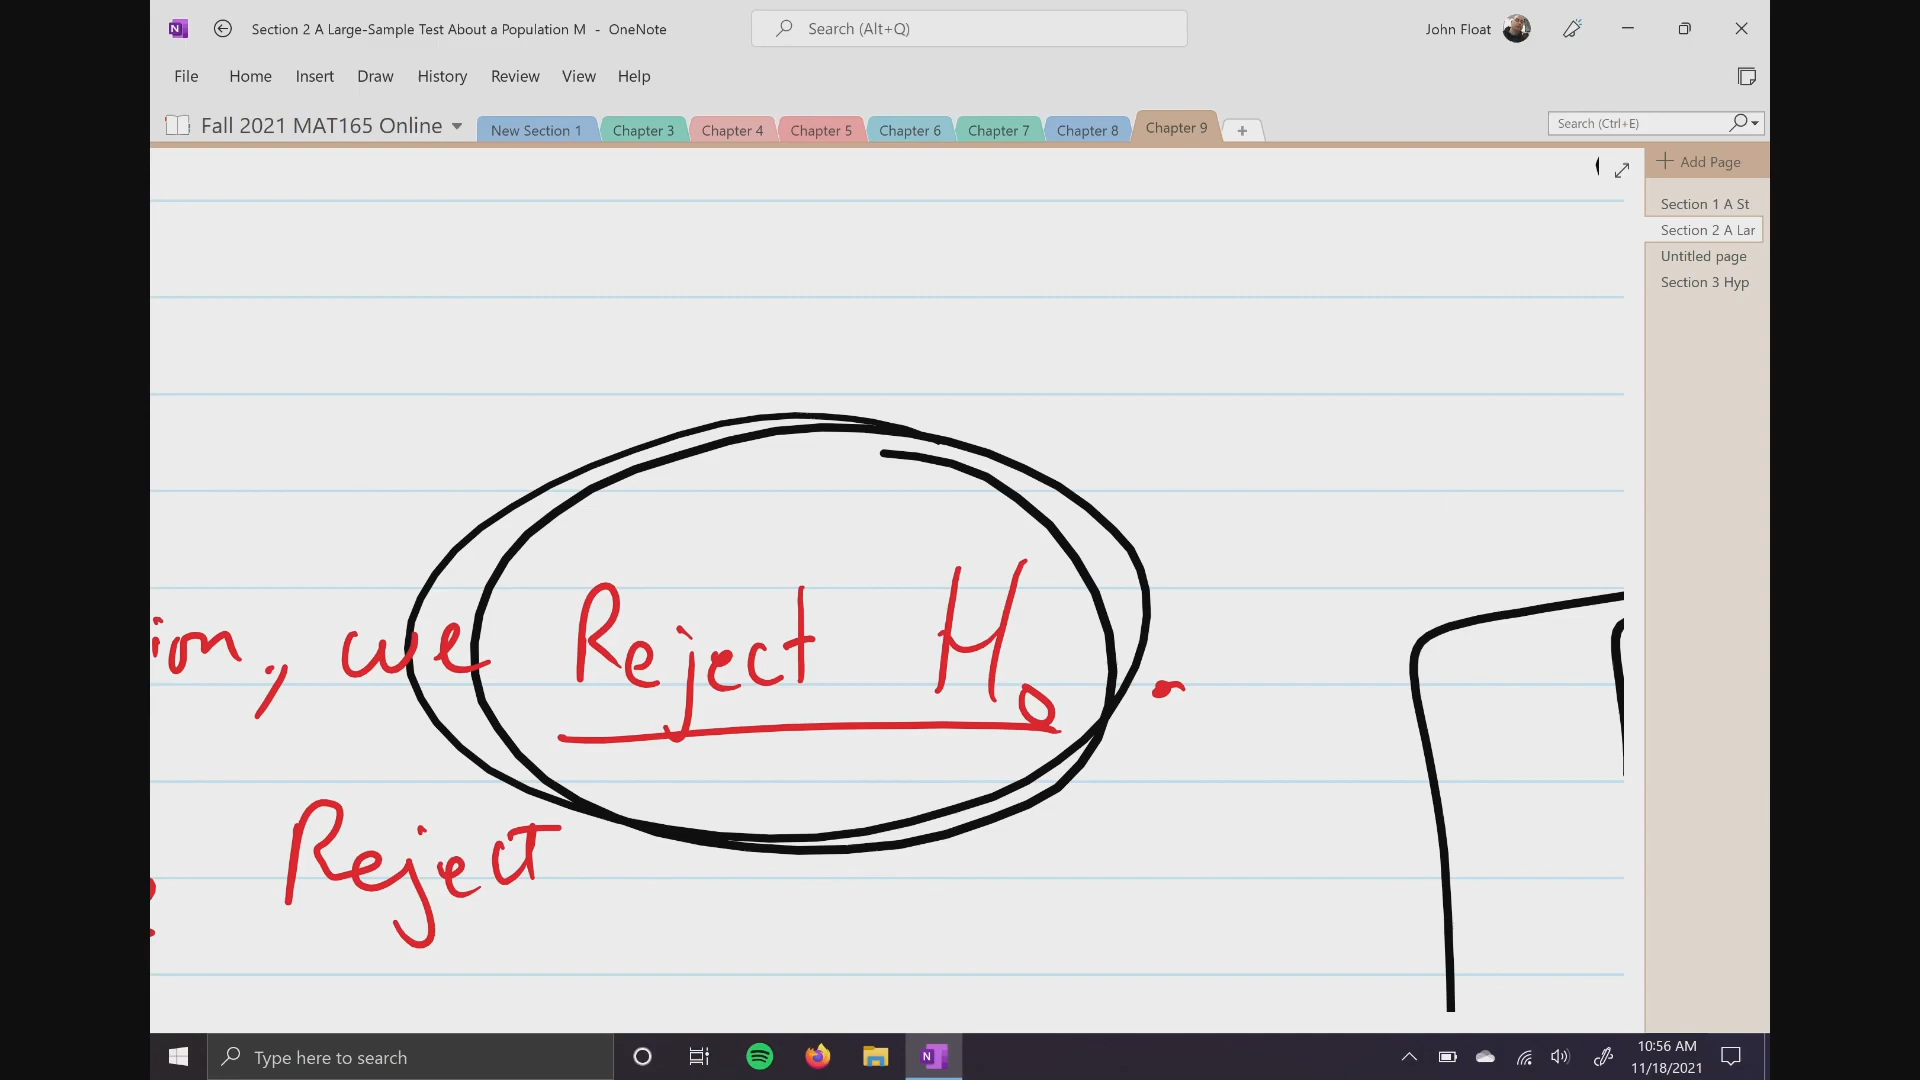 Section 2 A Large-Sample Test About a Population M - OneNote
Search (Alt+Q)
John Float
File Home Insert Draw History Review View Help
Fall 2021 MAT165 Online
New Section 1 Chapter 3 Chapter 4 Chapter 5 Chapter 6 Chapter 7 Chapter 8 Chapter 9
Search (Ctrl+E)
Add Page
Section 1 A St
Section 2 A Lar
Untitled page
Section 3 Hyp
ion, we Reject H₀.
Reject
Type here to search
10:56 AM
11/18/2021